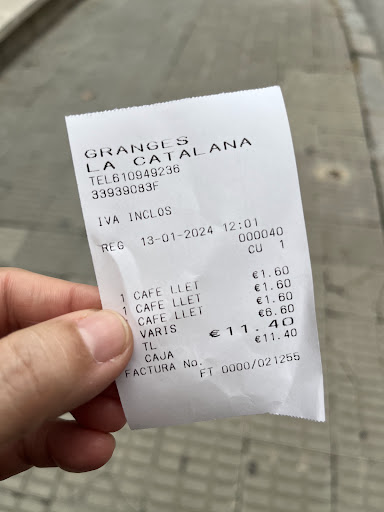 GRANGES
LA CATALANA
TEL610949236
33939083F
IVA INCLOS
REG 13-01-2024 12:01
000040
CU 1
1 CAFE LLET €1.60
1 CAFE LLET €1.60
CAFE LLET €1.60
VARIS €6.60
TL €11.40
CAJA €11.40
FACTURA No. FT 0000/021255